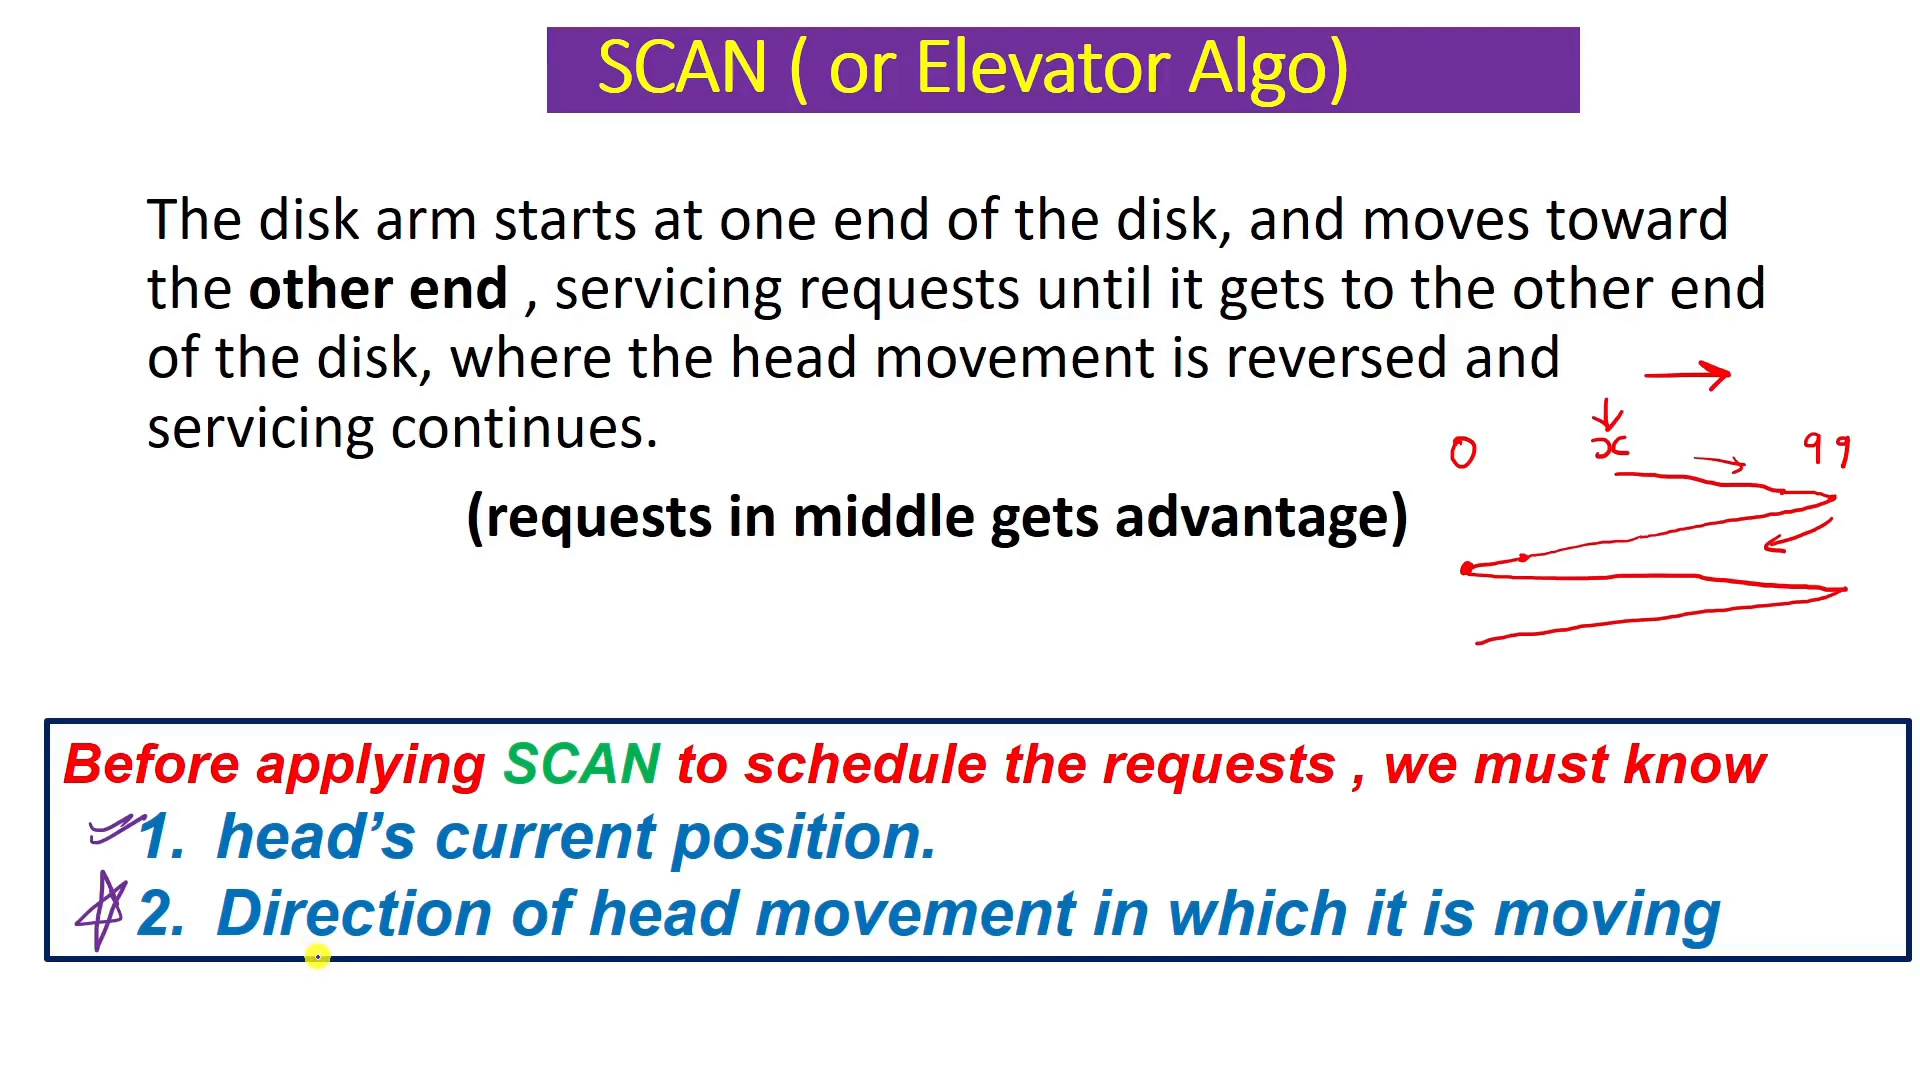 SCAN ( or Elevator Algo)
The disk arm starts at one end of the disk, and moves toward
the other end , servicing requests until it gets to the other end
of the disk, where the head movement is reversed and
servicing continues.
0 x 99
(requests in middle gets advantage)
Before applying SCAN to schedule the requests , we must know
1. head's current position.
2. Direction of head movement in which it is moving